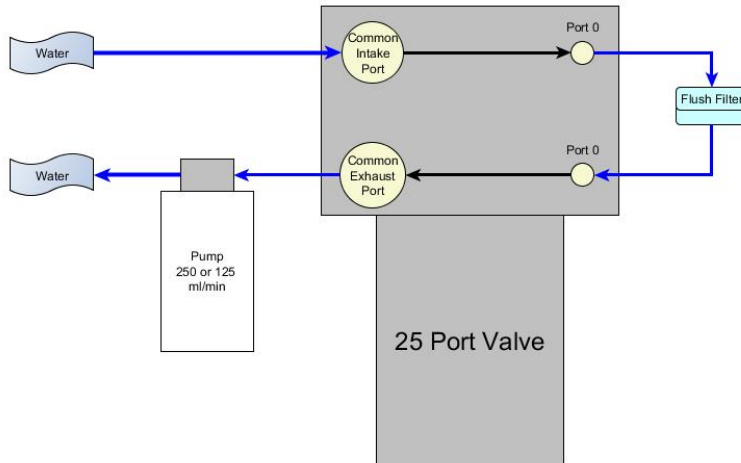 Water
Common
Intake
Port
Port 0
Flush Filter
Water
Common
Exhaust
Port
Port 0
Pump
250 or 125
ml/min
25 Port Valve